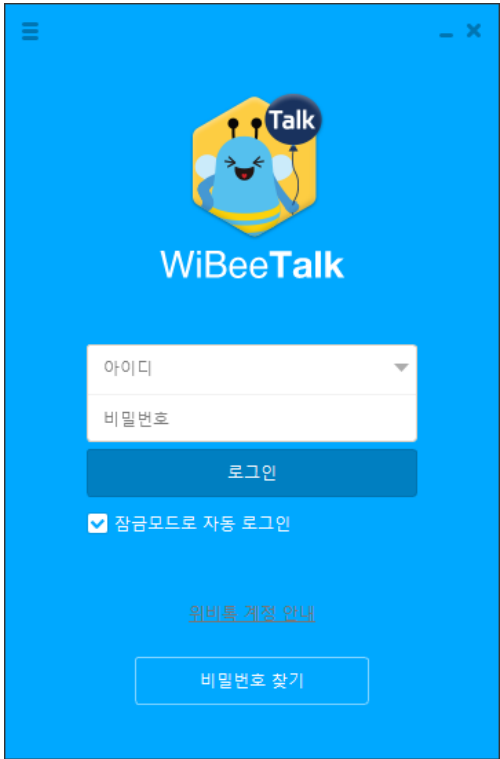 Talk
WiBeeTalk
아이디
비밀번호
로그인
잠금모드로 자동 로그인
위비톡 계정 안내
비밀번호 찾기